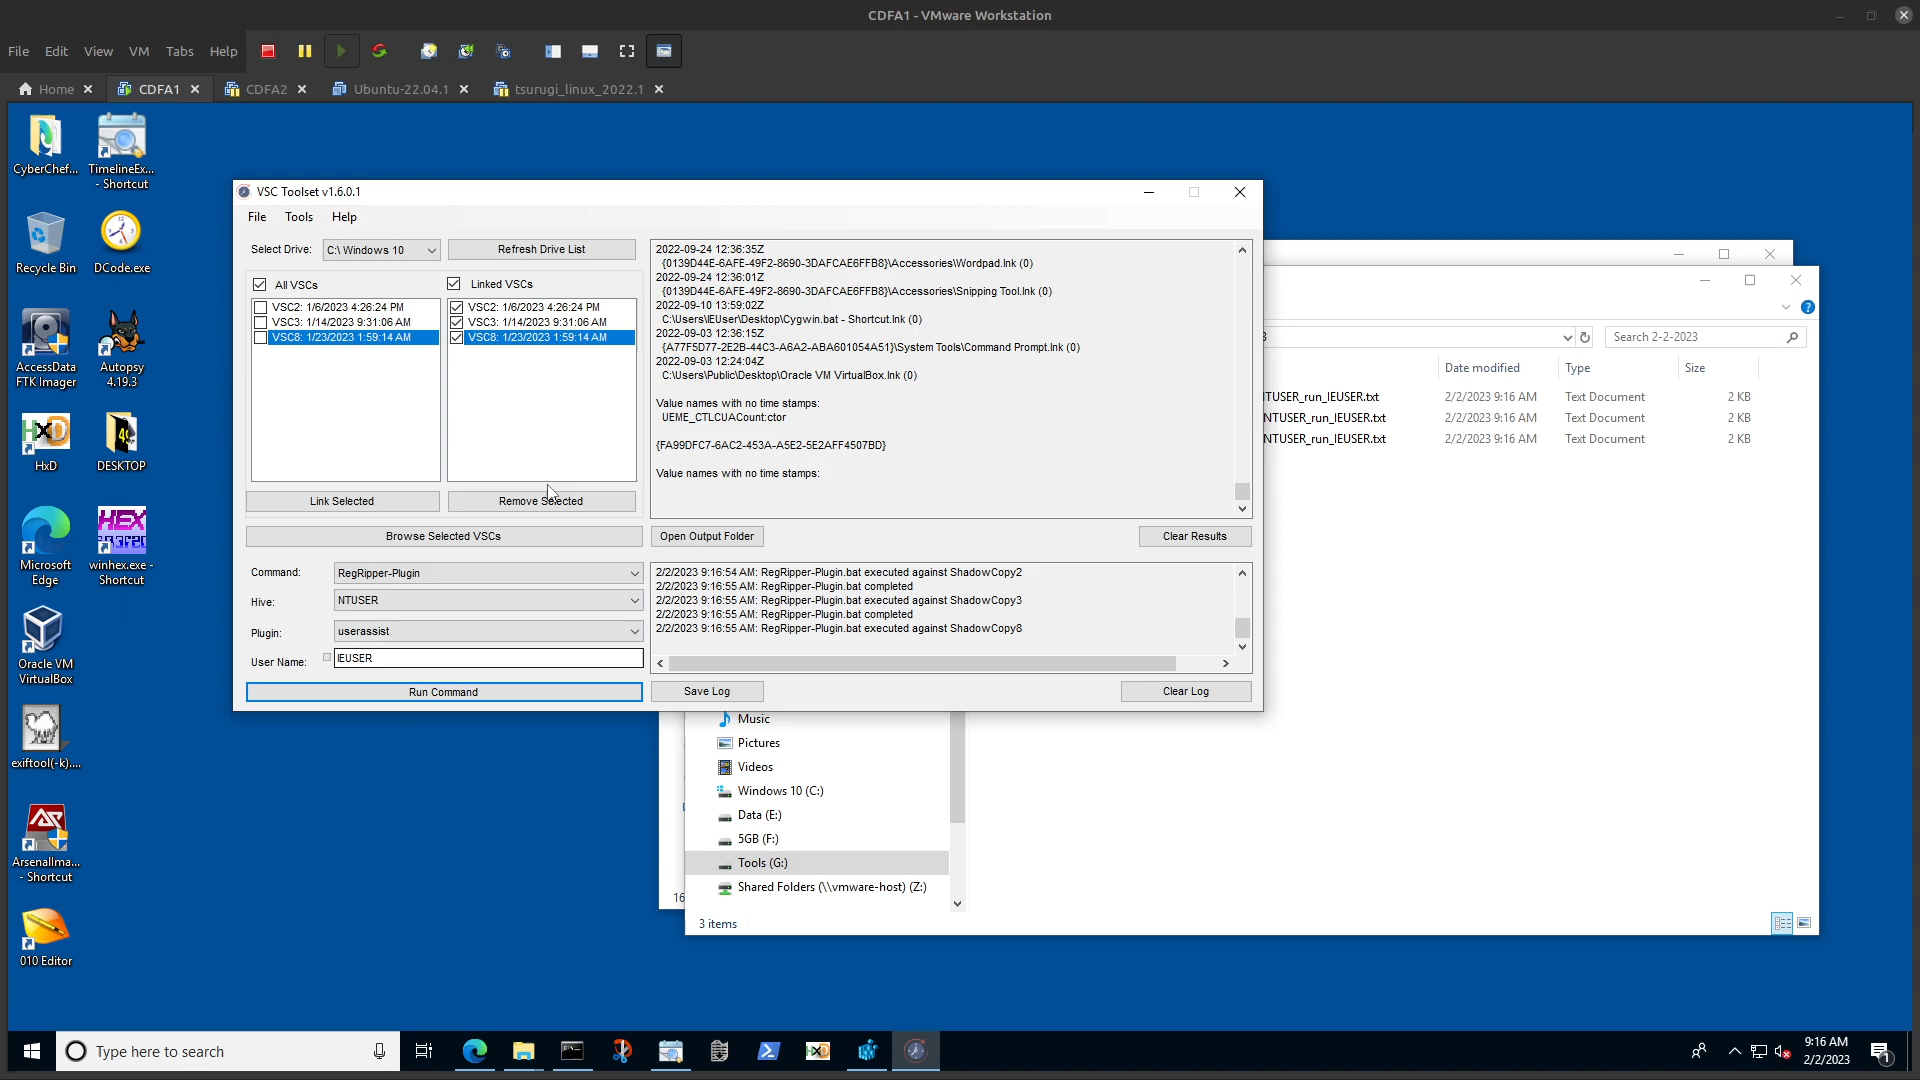 CDFA1 - VMware Workstation
File Edit View VM Tabs Help
Home CDFA1 CDFA2 Ubuntu-22.04.1 tsurugi_linux_2022.1
CyberChef...
TimelineEx... - Shortcut
Recycle Bin
DCode.exe
AccessData FTK Imager
Autopsy 4.19.3
HxD
DESKTOP
Microsoft Edge
winhex.exe - Shortcut
Oracle VM VirtualBox
exiftool(-k)....
ArsenalIma... - Shortcut
010 Editor
VSC Toolset v1.6.0.1
File Tools Help
Select Drive: C:\ Windows 10 Refresh Drive List
All VSCs
VSC2: 1/6/2023 4:26:24 PM
VSC3: 1/14/2023 9:31:06 AM
VSC8: 1/23/2023 1:59:14 AM
Linked VSCs
VSC2: 1/6/2023 4:26:24 PM
VSC3: 1/14/2023 9:31:06 AM
VSC8: 1/23/2023 1:59:14 AM
Link Selected Remove Selected
Browse Selected VSCs
Command: RegRipper-Plugin
Hive: NTUSER
Plugin: userassist
User Name: IEUSER
Run Command
2022-09-24 12:36:35Z
{0139D44E-6AFE-49F2-8690-3DAFCAE6FFB8}\Accessories\Wordpad.lnk (0)
2022-09-24 12:36:01Z
{0139D44E-6AFE-49F2-8690-3DAFCAE6FFB8}\Accessories\Snipping Tool.lnk (0)
2022-09-10 13:59:02Z
C:\Users\IEUser\Desktop\Cygwin.bat - Shortcut.lnk (0)
2022-09-03 12:36:15Z
{A77F5D77-2E2B-44C3-A6A2-ABA601054A51}\System Tools\Command Prompt.lnk (0)
2022-09-03 12:24:04Z
C:\Users\Public\Desktop\Oracle VM VirtualBox.lnk (0)
Value names with no time stamps:
UEME_CTLCUACount:ctor
{FA99DFC7-6AC2-453A-A5E2-5E2AFF4507BD}
Value names with no time stamps:
Open Output Folder Clear Results
2/2/2023 9:16:54 AM: RegRipper-Plugin.bat executed against ShadowCopy2
2/2/2023 9:16:55 AM: RegRipper-Plugin.bat completed
2/2/2023 9:16:55 AM: RegRipper-Plugin.bat executed against ShadowCopy3
2/2/2023 9:16:55 AM: RegRipper-Plugin.bat completed
2/2/2023 9:16:55 AM: RegRipper-Plugin.bat executed against ShadowCopy8
Save Log Clear Log
3 Search 2-2-2023
Date modified Type Size
NTUSER_run_IEUSER.txt 2/2/2023 9:16 AM Text Document 2 KB
NTUSER_run_IEUSER.txt 2/2/2023 9:16 AM Text Document 2 KB
NTUSER_run_IEUSER.txt 2/2/2023 9:16 AM Text Document 2 KB
Music
Pictures
Videos
Windows 10 (C:)
Data (E:)
5GB (F:)
Tools (G:)
Shared Folders (\\vmware-host) (Z:)
16
3 items
Type here to search
9:16 AM
2/2/2023
1